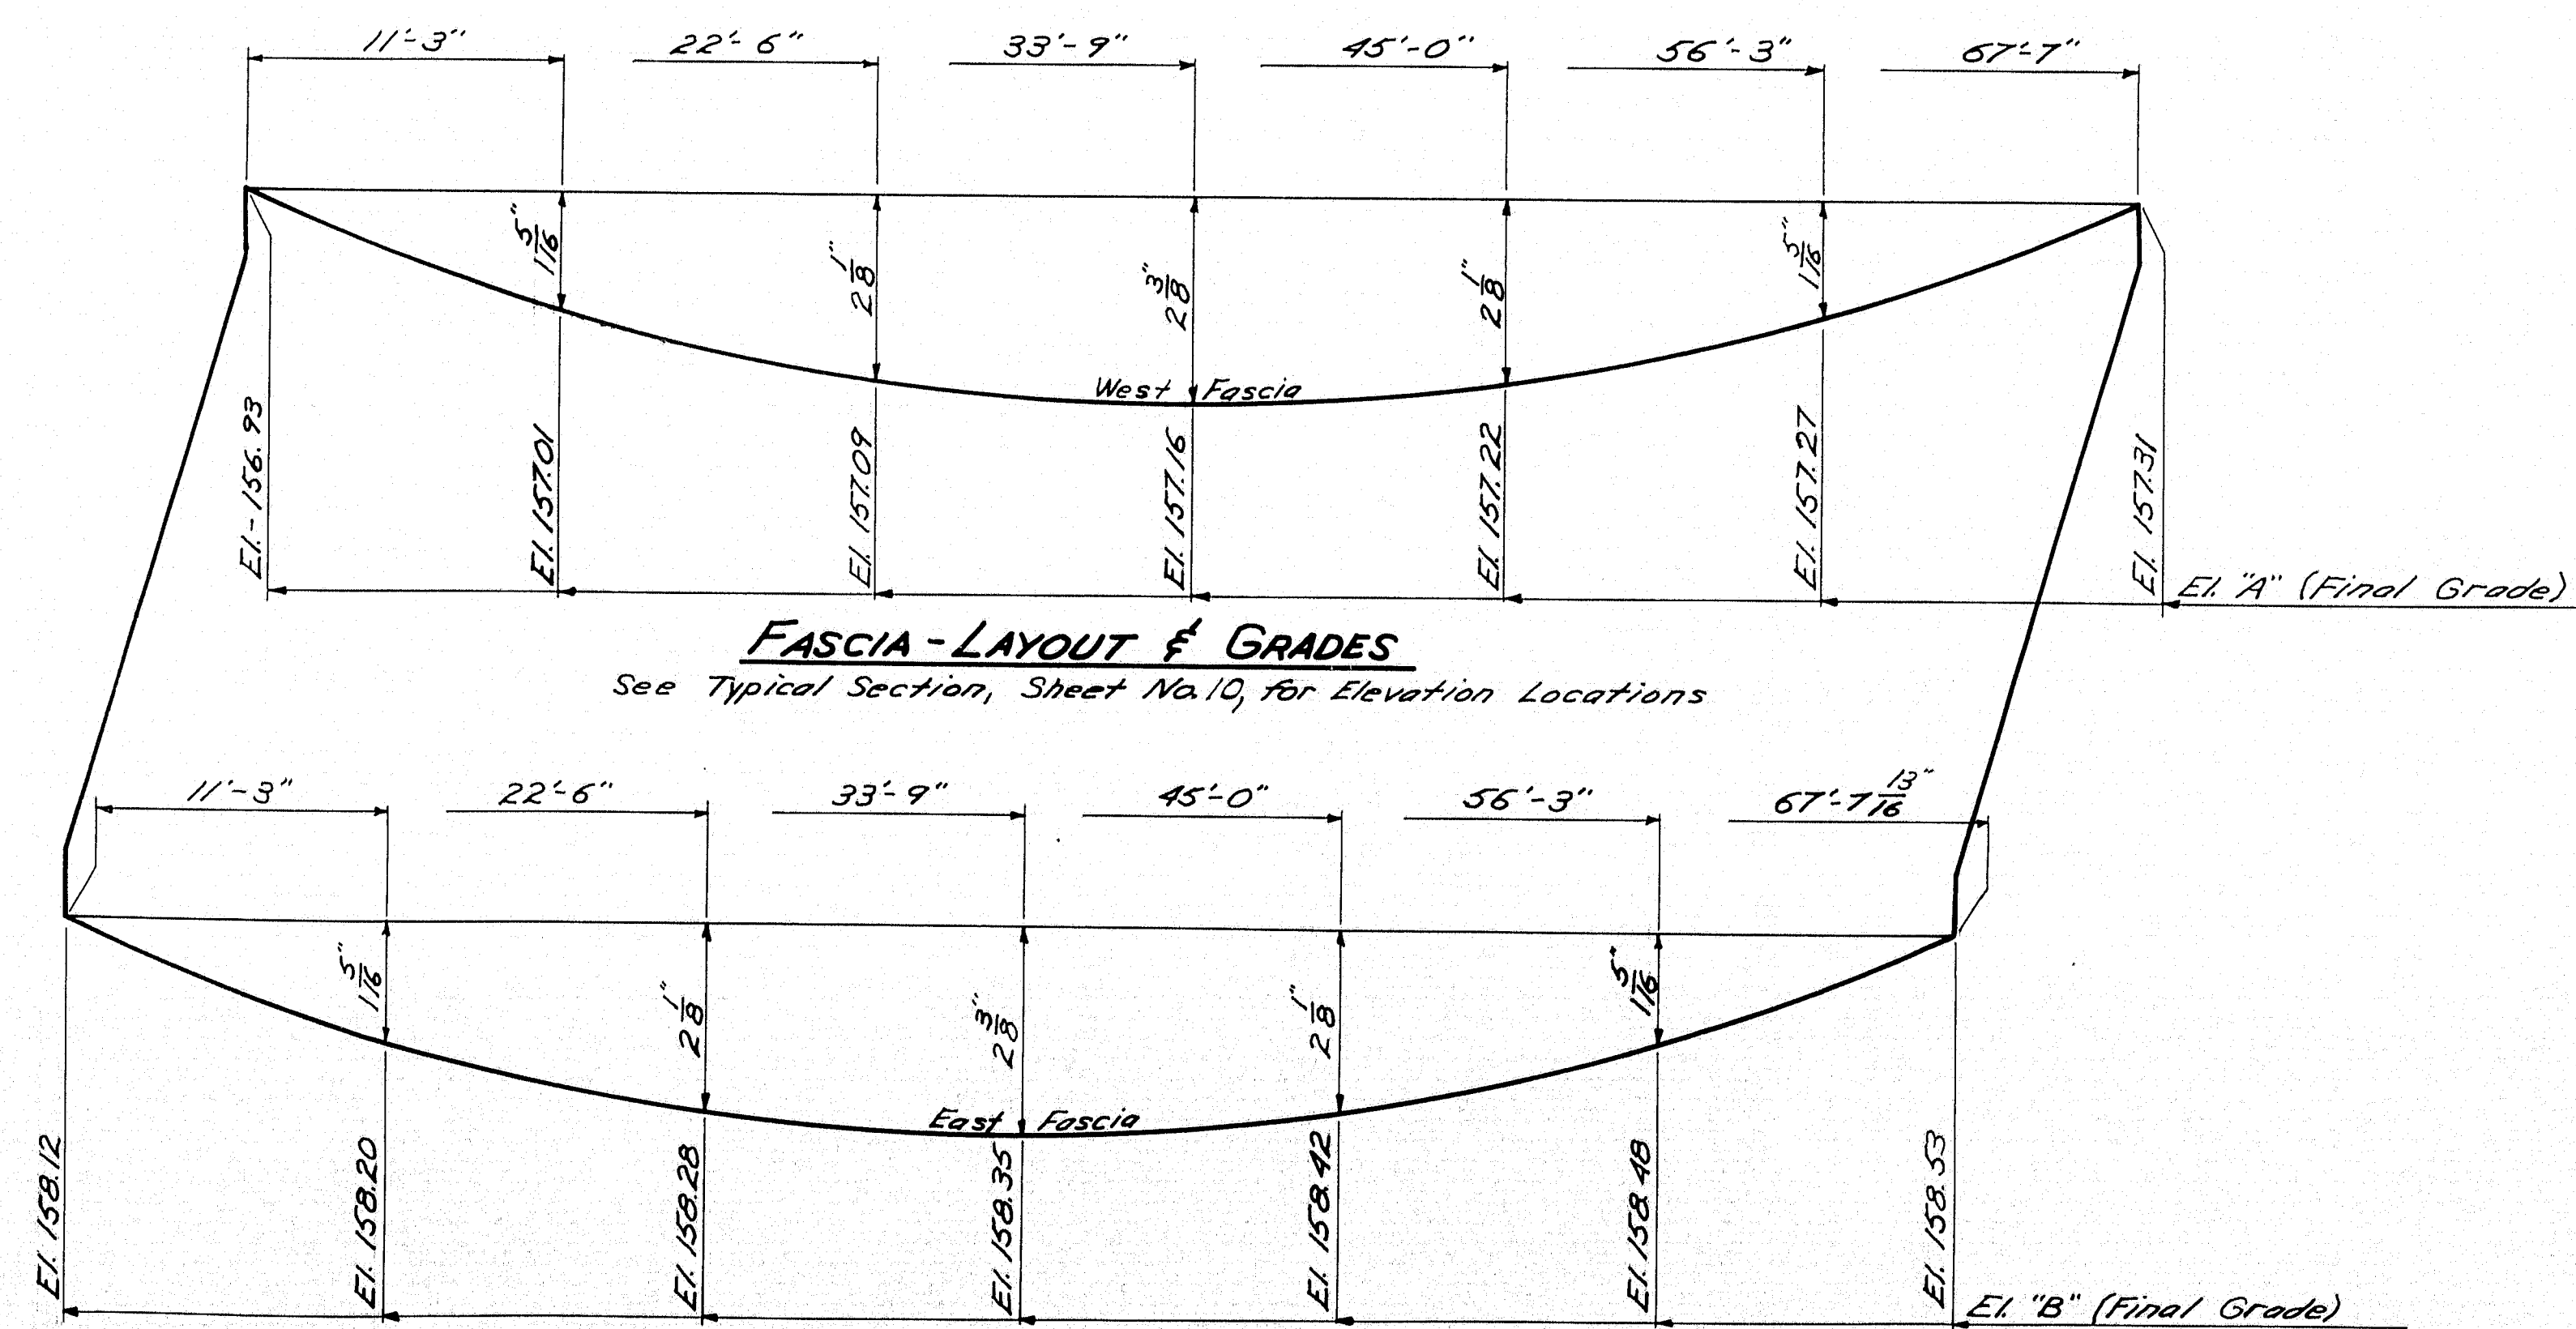 11'-3" 22'-6" 33'-9" 45'-0" 56'-3" 67'-7"
1 5/16" 2 1/8" 2 3/8" 2 1/8" 1 5/16"
West Fascia
El.-156.93 El. 157.01 El. 157.09 El. 157.16 El. 157.22 El. 157.27 El. 157.31
El. "A" (Final Grade)
FASCIA-LAYOUT & GRADES
See Typical Section, Sheet No. 10, for Elevation Locations
11'-3" 22'-6" 33'-9" 45'-0" 56'-3" 67'-7 13/16"
1 5/16" 2 1/8" 2 3/8" 2 1/8" 1 5/16"
East Fascia
El. 158.12 El. 158.20 El. 158.28 El. 158.35 El. 158.42 El. 158.48 El. 158.53
El. "B" (Final Grade)